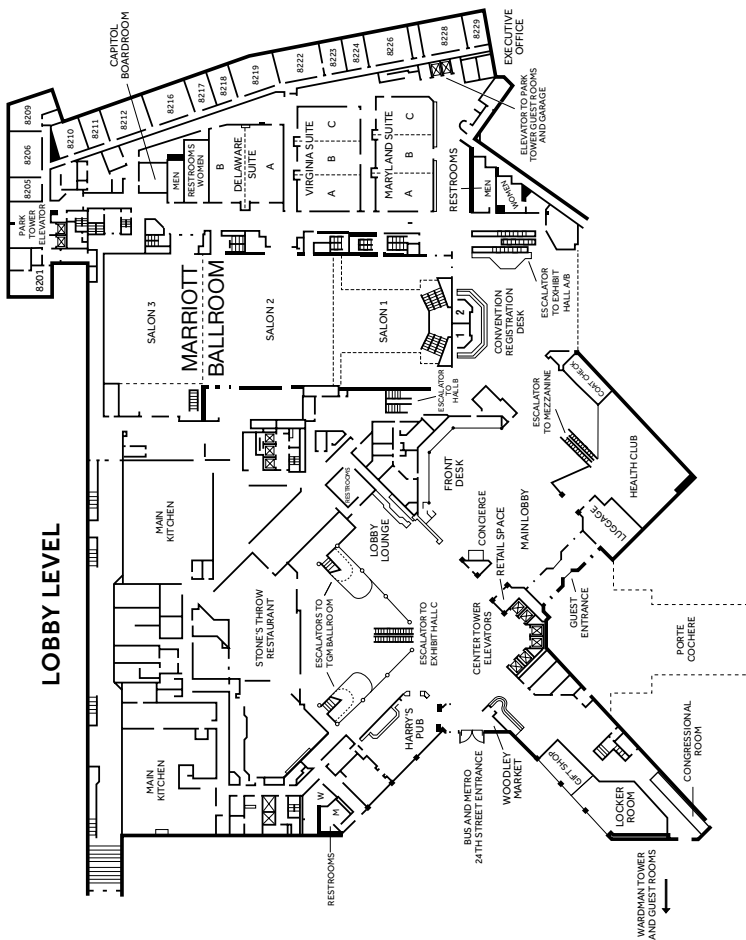 LOBBY LEVEL
MAIN
KITCHEN
MAIN
KITCHEN
RESTROOMS
M
W
STONE'S THROW
RESTAURANT
ESCALATORS TO
TGM BALLROOM
HARRY'S
PUB
ESCALATOR TO
EXHIBIT HALL C
LOBBY
LOUNGE
RESTROOMS
BUS AND METRO
24TH STREET ENTRANCE
WOODLEY
MARKET
GIFT SHOP
LOCKER
ROOM
CONGRESSIONAL
ROOM
WARDMAN TOWER
AND GUEST ROOMS
CENTER TOWER
ELEVATORS
RETAIL SPACE
CONCIERGE
FRONT
DESK
MAIN LOBBY
GUEST
ENTRANCE
PORTE
COCHERE
LUGGAGE
HEALTH CLUB
COAT CHECK
ESCALATOR
TO MEZZANINE
ESCALATOR
TO
HALL B
MARRIOTT
BALLROOM
SALON 3
SALON 2
SALON 1
1
2
CONVENTION
REGISTRATION
DESK
ESCALATOR
TO EXHIBIT
HALL A/B
8201
PARK
TOWER
ELEVATOR
8205
8206
8209
8210
8211
8212
8216
8217
8218
8219
8222
8223
8224
8226
8228
8229
CAPITOL
BOARDROOM
MEN
RESTROOMS
WOMEN
DELAWARE
SUITE
A
B
VIRGINIA SUITE
A
B
C
MARYLAND SUITE
A
B
C
RESTROOMS
MEN
WOMEN
EXECUTIVE
OFFICE
ELEVATOR TO PARK
TOWER GUEST ROOMS
AND GARAGE